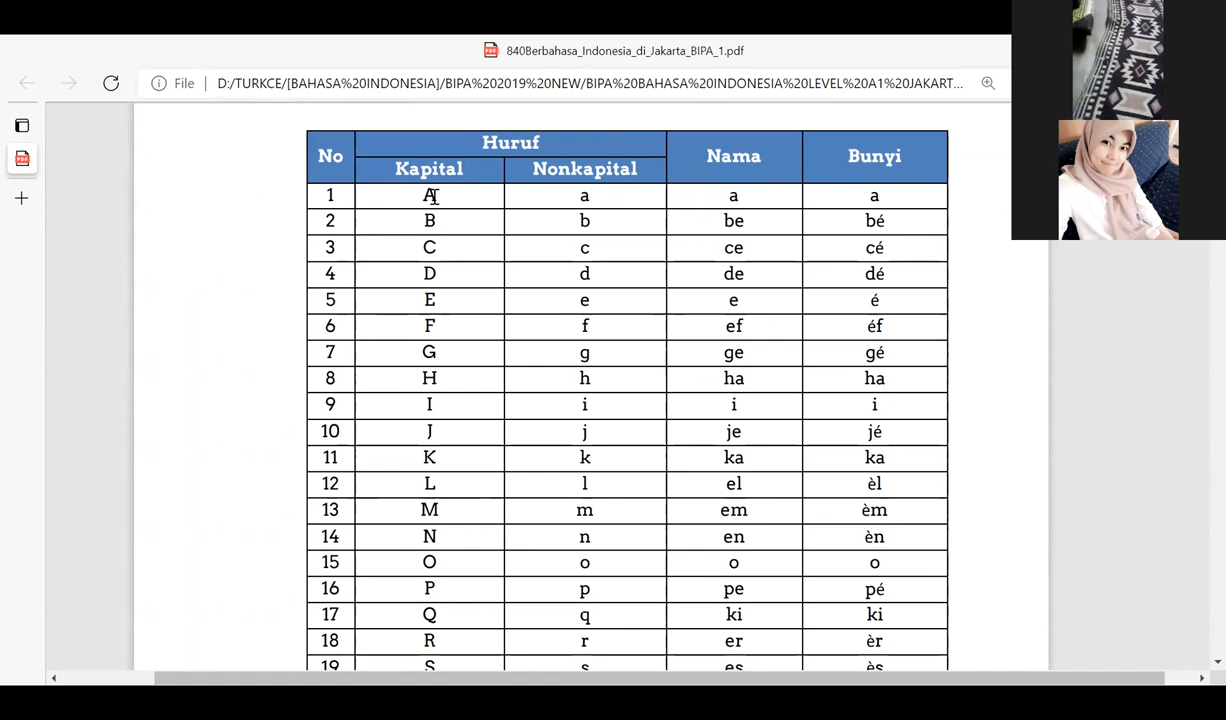 840Berbahasa_Indonesia_di_Jakarta_BIPA_1.pdf
File D:/TURKCE/[BAHASA%20INDONESIA]/BIPA%202019%20NEW/BIPA%20BAHASA%20INDONESIA%20LEVEL%20A1%20JAKART...
No Huruf Nama Bunyi
Kapital Nonkapital
1 A a a a
2 B b be bé
3 C c ce cé
4 D d de dé
5 E e e é
6 F f ef éf
7 G g ge gé
8 H h ha ha
9 I i i i
10 J j je jé
11 K k ka ka
12 L l el èl
13 M m em èm
14 N n en èn
15 O o o o
16 P p pe pé
17 Q q ki ki
18 R r er èr
19 S s es ès